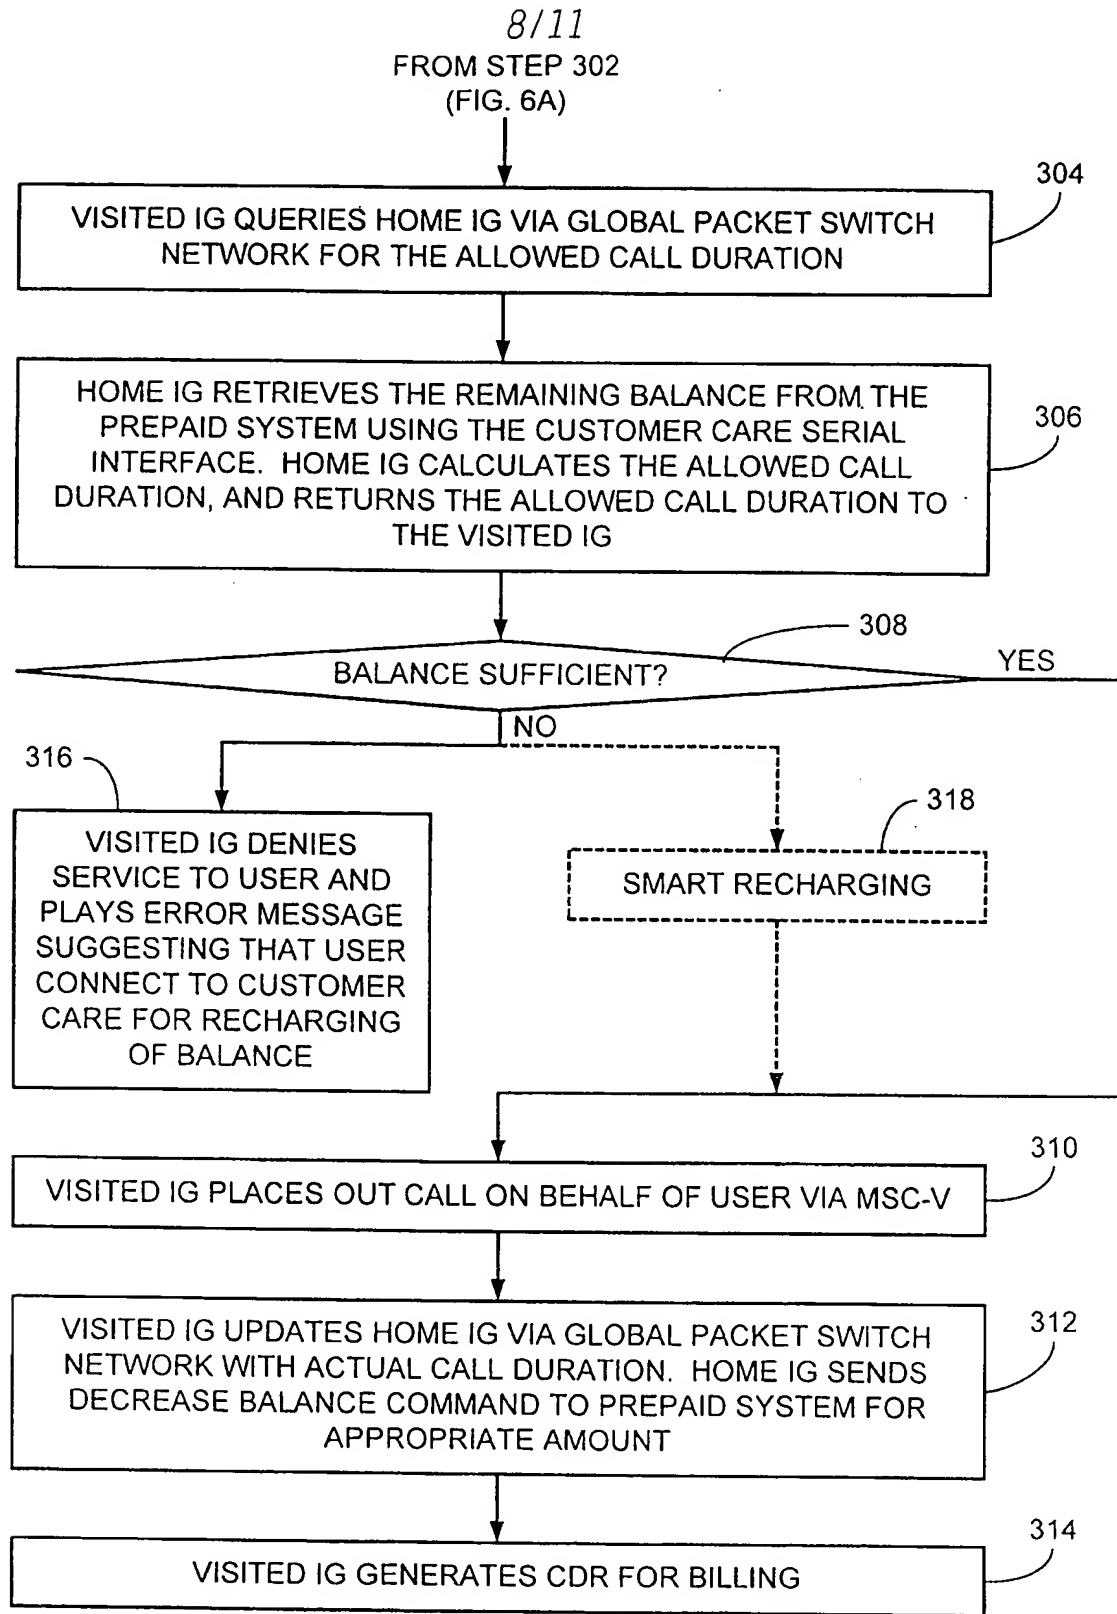 8/11
FROM STEP 302
(FIG. 6A)
304
VISITED IG QUERIES HOME IG VIA GLOBAL PACKET SWITCH
NETWORK FOR THE ALLOWED CALL DURATION
HOME IG RETRIEVES THE REMAINING BALANCE FROM THE
PREPAID SYSTEM USING THE CUSTOMER CARE SERIAL
INTERFACE. HOME IG CALCULATES THE ALLOWED CALL
DURATION, AND RETURNS THE ALLOWED CALL DURATION TO
THE VISITED IG
306
308
BALANCE SUFFICIENT?
YES
NO
316
318
VISITED IG DENIES
SERVICE TO USER AND
PLAYS ERROR MESSAGE
SUGGESTING THAT USER
CONNECT TO CUSTOMER
CARE FOR RECHARGING
OF BALANCE
SMART RECHARGING
310
VISITED IG PLACES OUT CALL ON BEHALF OF USER VIA MSC-V
312
VISITED IG UPDATES HOME IG VIA GLOBAL PACKET SWITCH
NETWORK WITH ACTUAL CALL DURATION. HOME IG SENDS
DECREASE BALANCE COMMAND TO PREPAID SYSTEM FOR
APPROPRIATE AMOUNT
314
VISITED IG GENERATES CDR FOR BILLING